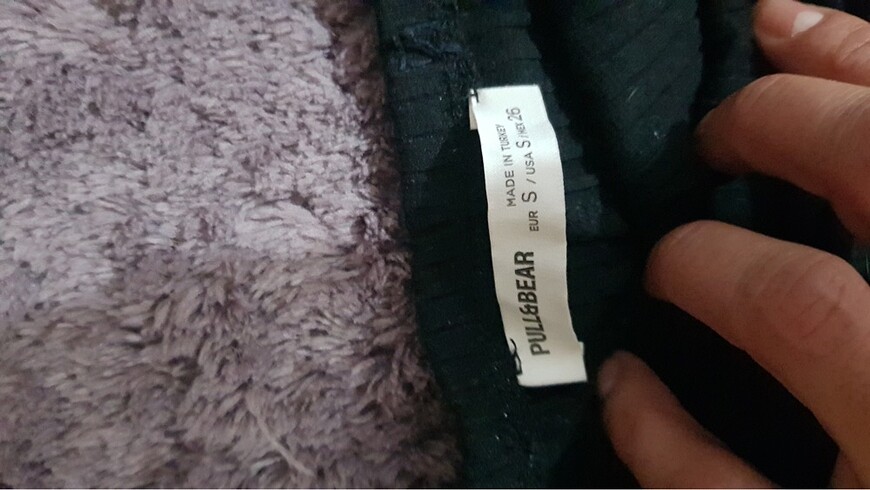 MADE IN TURKEY
PULL&BEAR EUR S / USA S / MEX 26